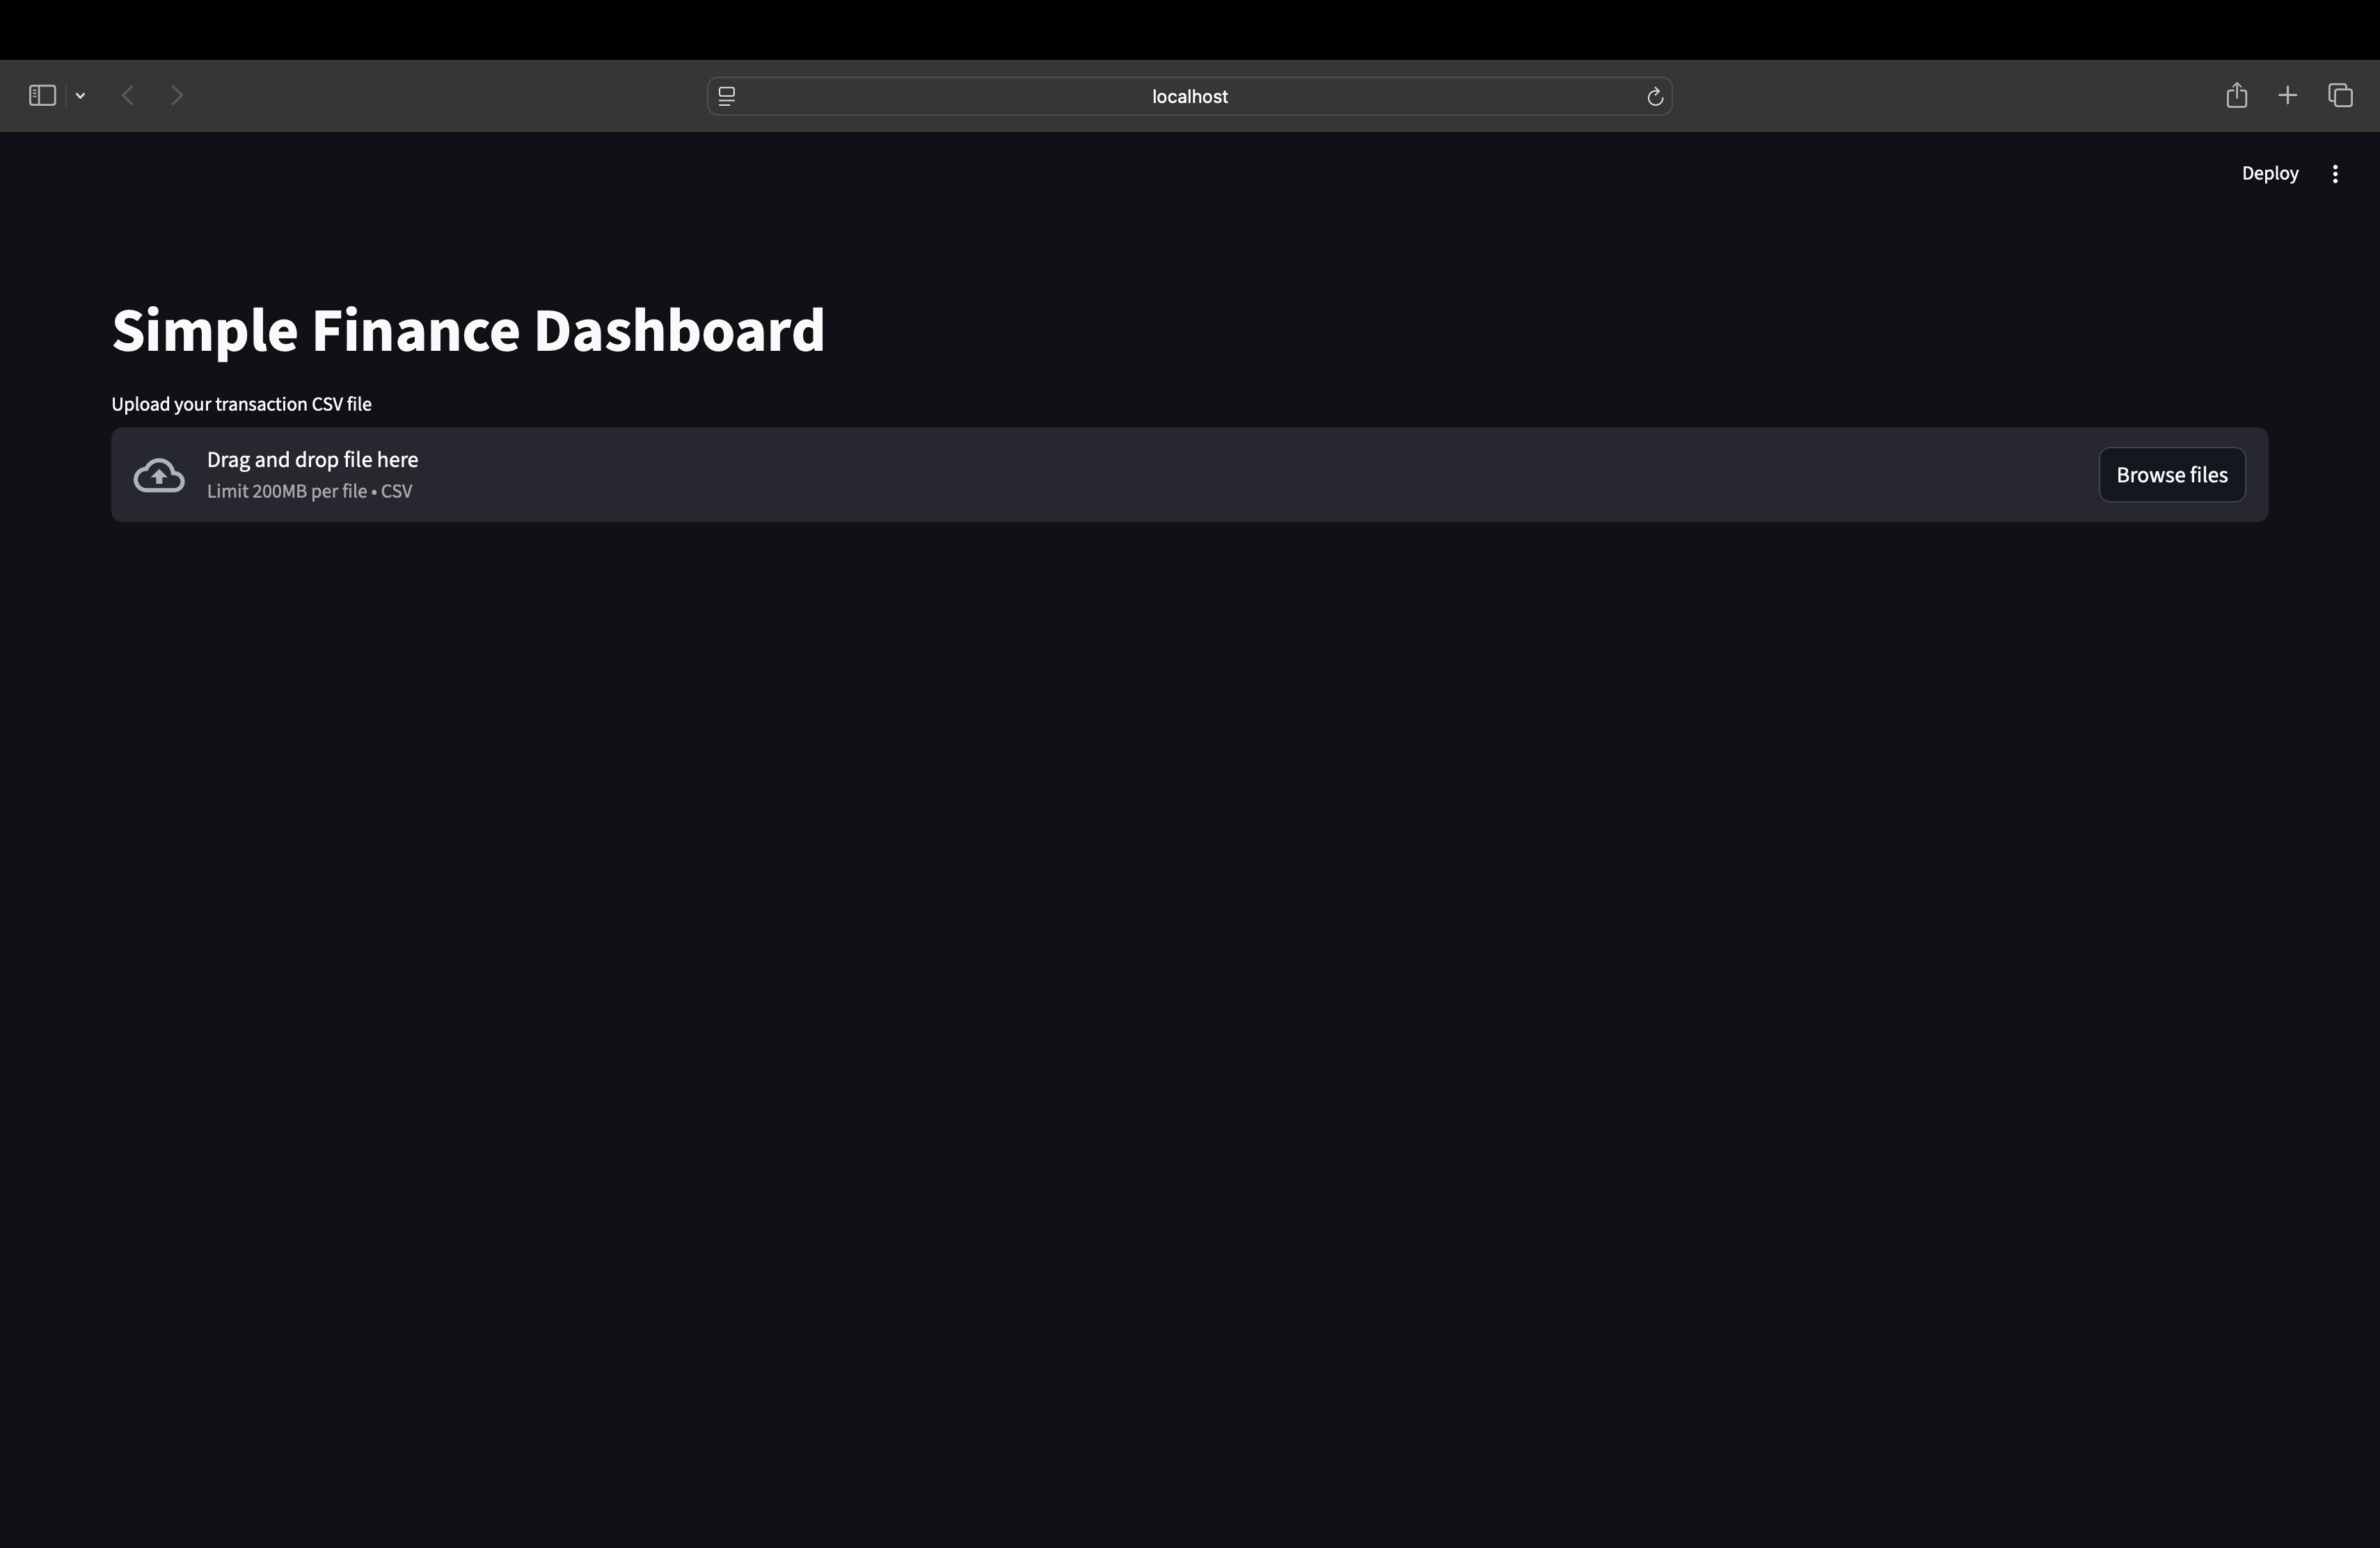 localhost
Deploy
Simple Finance Dashboard
Upload your transaction CSV file
Drag and drop file here
Limit 200MB per file • CSV
Browse files